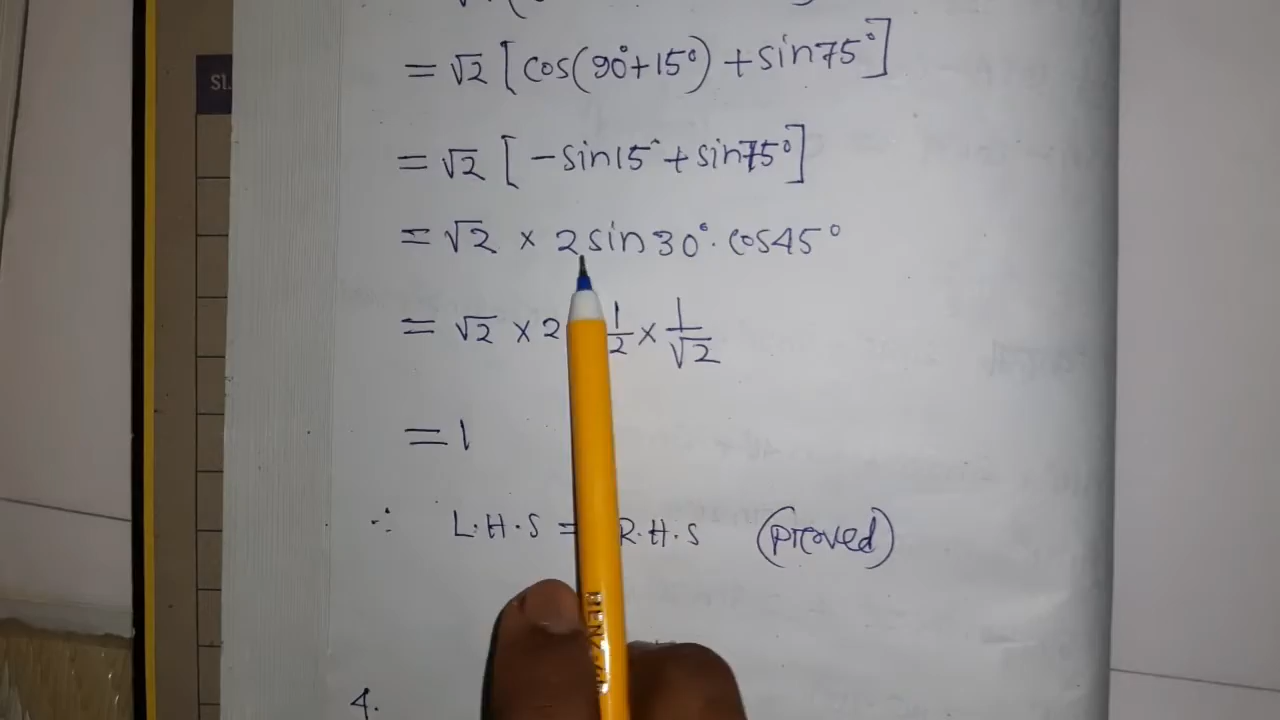 Sl.
= √2 [cos(90°+15°) + sin75°]
= √2 [-sin15° + sin75°]
= √2 × 2sin30°. cos45°
= √2 × 2 1/2 × 1/√2
= 1
∴ L.H.S = R.H.S (Proved)
4.